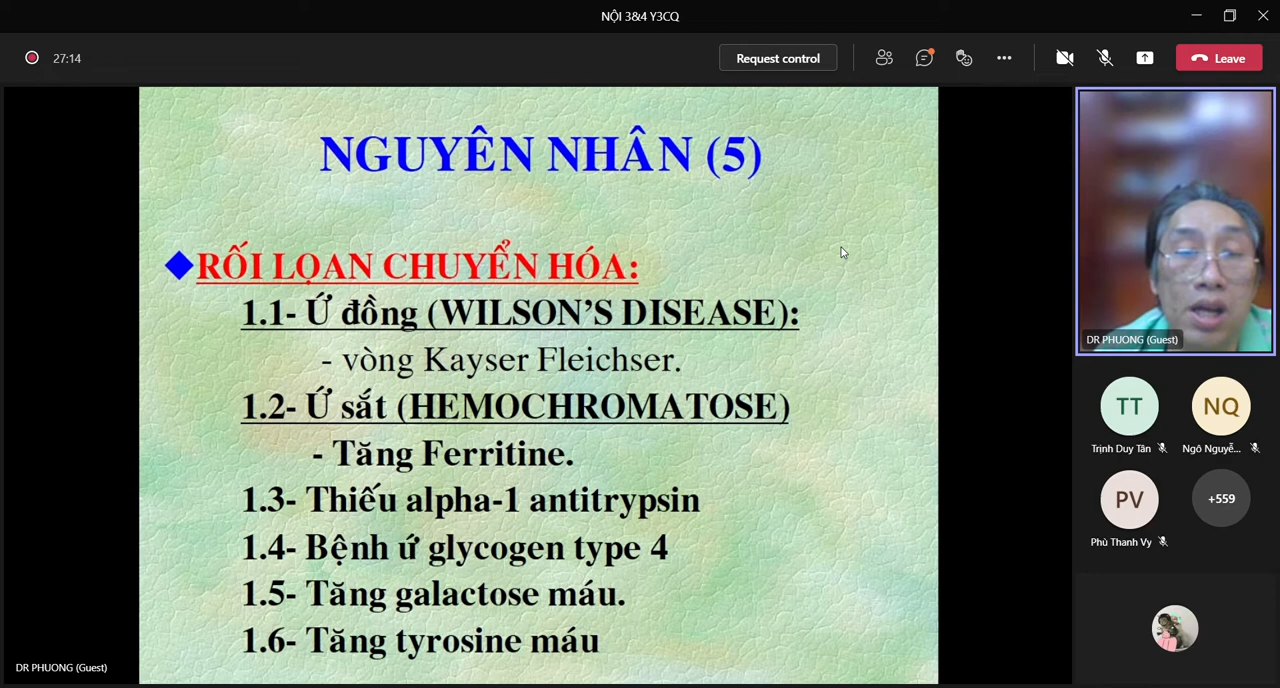 NỘI 3&4 Y3CQ
27:14
Request control
Leave
NGUYÊN NHÂN (5)
RỐI LOẠN CHUYỂN HÓA:
1.1- Ứ đồng (WILSON'S DISEASE):
- vòng Kayser Fleichser.
1.2- Ứ sắt (HEMOCHROMATOSE)
- Tăng Ferritine.
1.3- Thiếu alpha-1 antitrypsin
1.4- Bệnh ứ glycogen type 4
1.5- Tăng galactose máu.
1.6- Tăng tyrosine máu
DR PHUONG (Guest)
DR PHUONG (Guest)
TT
NQ
Trịnh Duy Tân
Ngô Nguyễ...
PV
+559
Phù Thanh Vy